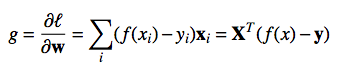 g = ∂ℓ/∂𝐰 = ∑_i (f(x_i) − y_i)𝐱_i = 𝐗^T (f(x) − 𝐲)